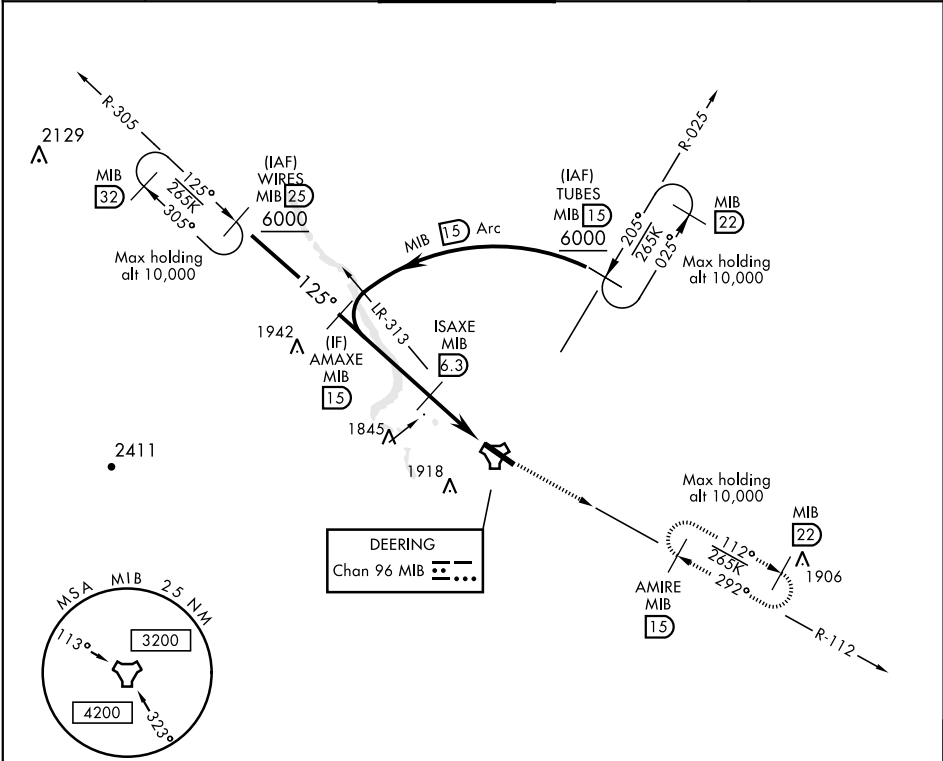 R-305
2129
MIB
32
125°
265K
305°
Max holding
alt 10,000
(IAF)
WIRES
MIB 25
6000
MIB 15 Arc
(IAF)
TUBES
MIB 15
6000
R-025
205°
265K
025°
MIB
22
Max holding
alt 10,000
125°
LR-313
1942
(IF)
AMAXE
MIB
15
ISAXE
MIB
6.3
1845
1918
2411
DEERING
Chan 96 MIB
Max holding
alt 10,000
112°
265K
292°
MIB
22
1906
AMIRE
MIB
15
R-112
MSA MIB 25 NM
113°
3200
4200
323°